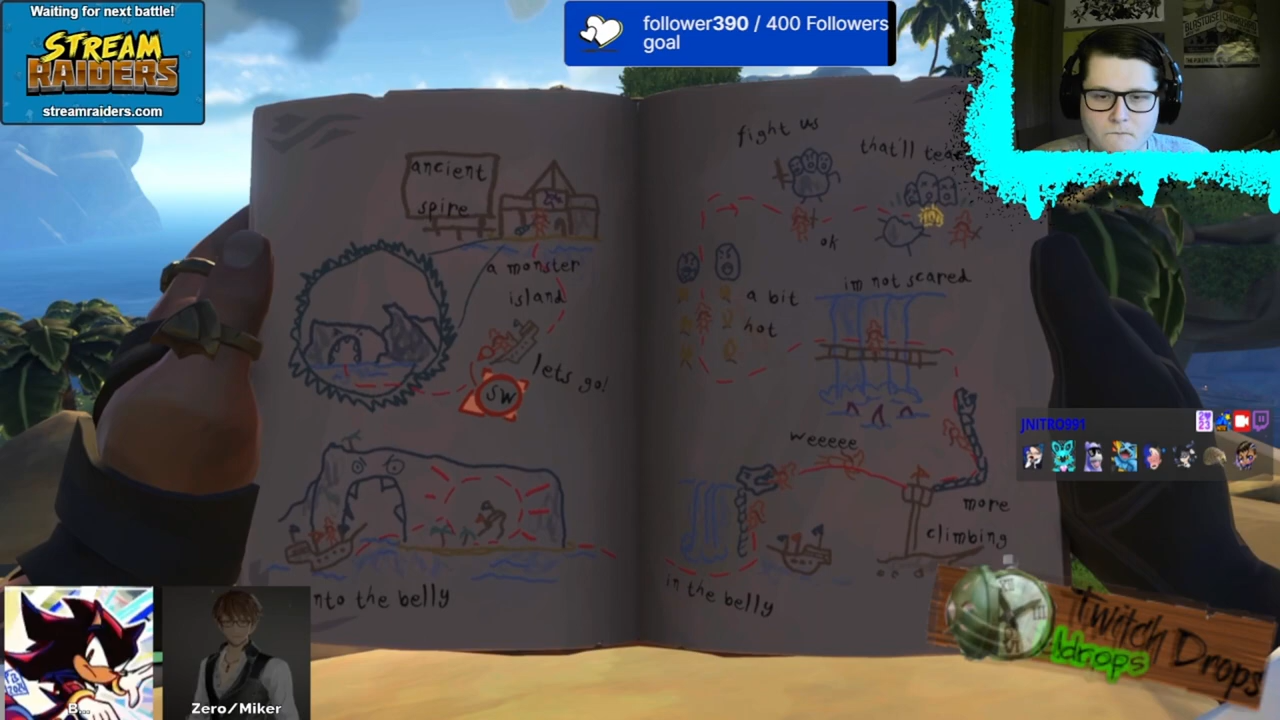 Waiting for next battle!
STREAM
RAIDERS
streamraiders.com
follower390 / 400 Followers
goal
ancient
spire
a monster
island
lets go!
SW
nto the belly
fight us
that'll
ok
im not scared
a bit
hot
weeeee
more
climbing
in the belly
JNITRO991
B...
Zero/Miker
Twitch Drops
!drops